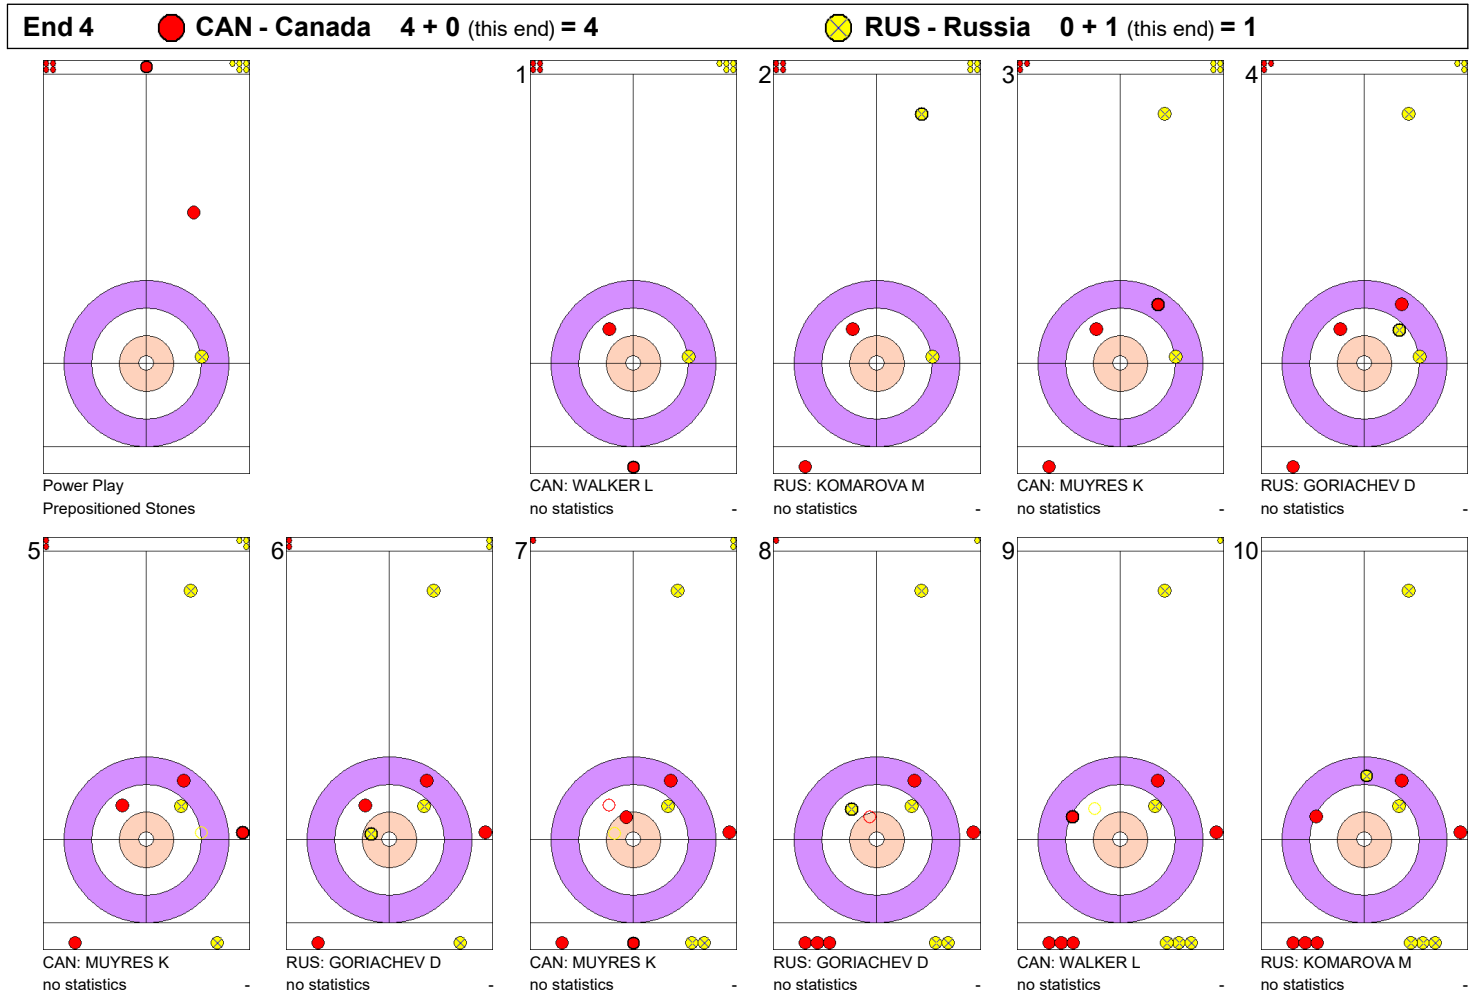 End 4 CAN - Canada 4 + 0 (this end) = 4 RUS - Russia 0 + 1 (this end) = 1
1 2 3 4
Power Play CAN: WALKER L RUS: KOMAROVA M CAN: MUYRES K RUS: GORIACHEV D
Prepositioned Stones no statistics - no statistics - no statistics - no statistics -
5 6 7 8 9 10
CAN: MUYRES K RUS: GORIACHEV D CAN: MUYRES K RUS: GORIACHEV D CAN: WALKER L RUS: KOMAROVA M
no statistics - no statistics - no statistics - no statistics - no statistics - no statistics -